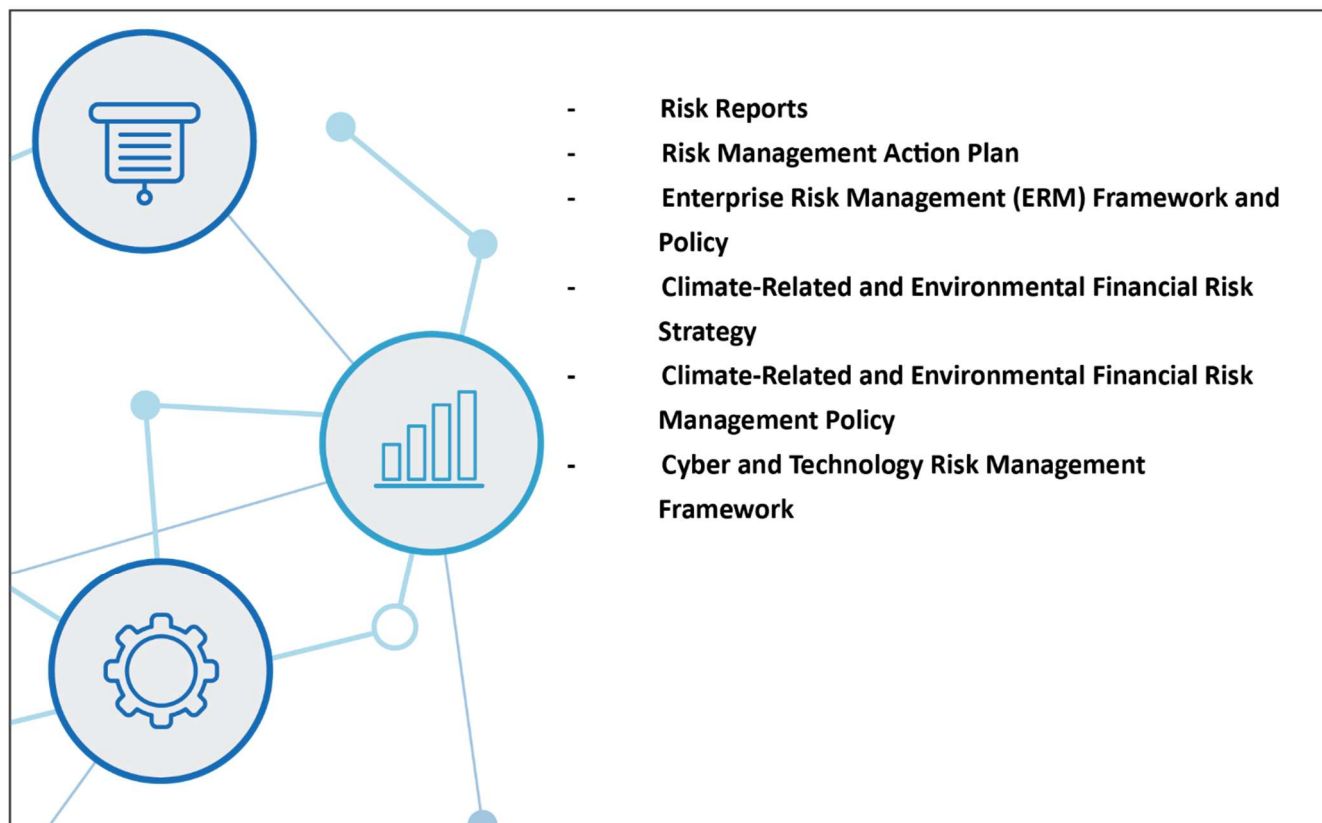 - Risk Reports
- Risk Management Action Plan
- Enterprise Risk Management (ERM) Framework and
Policy
- Climate-Related and Environmental Financial Risk
Strategy
- Climate-Related and Environmental Financial Risk
Management Policy
- Cyber and Technology Risk Management
Framework